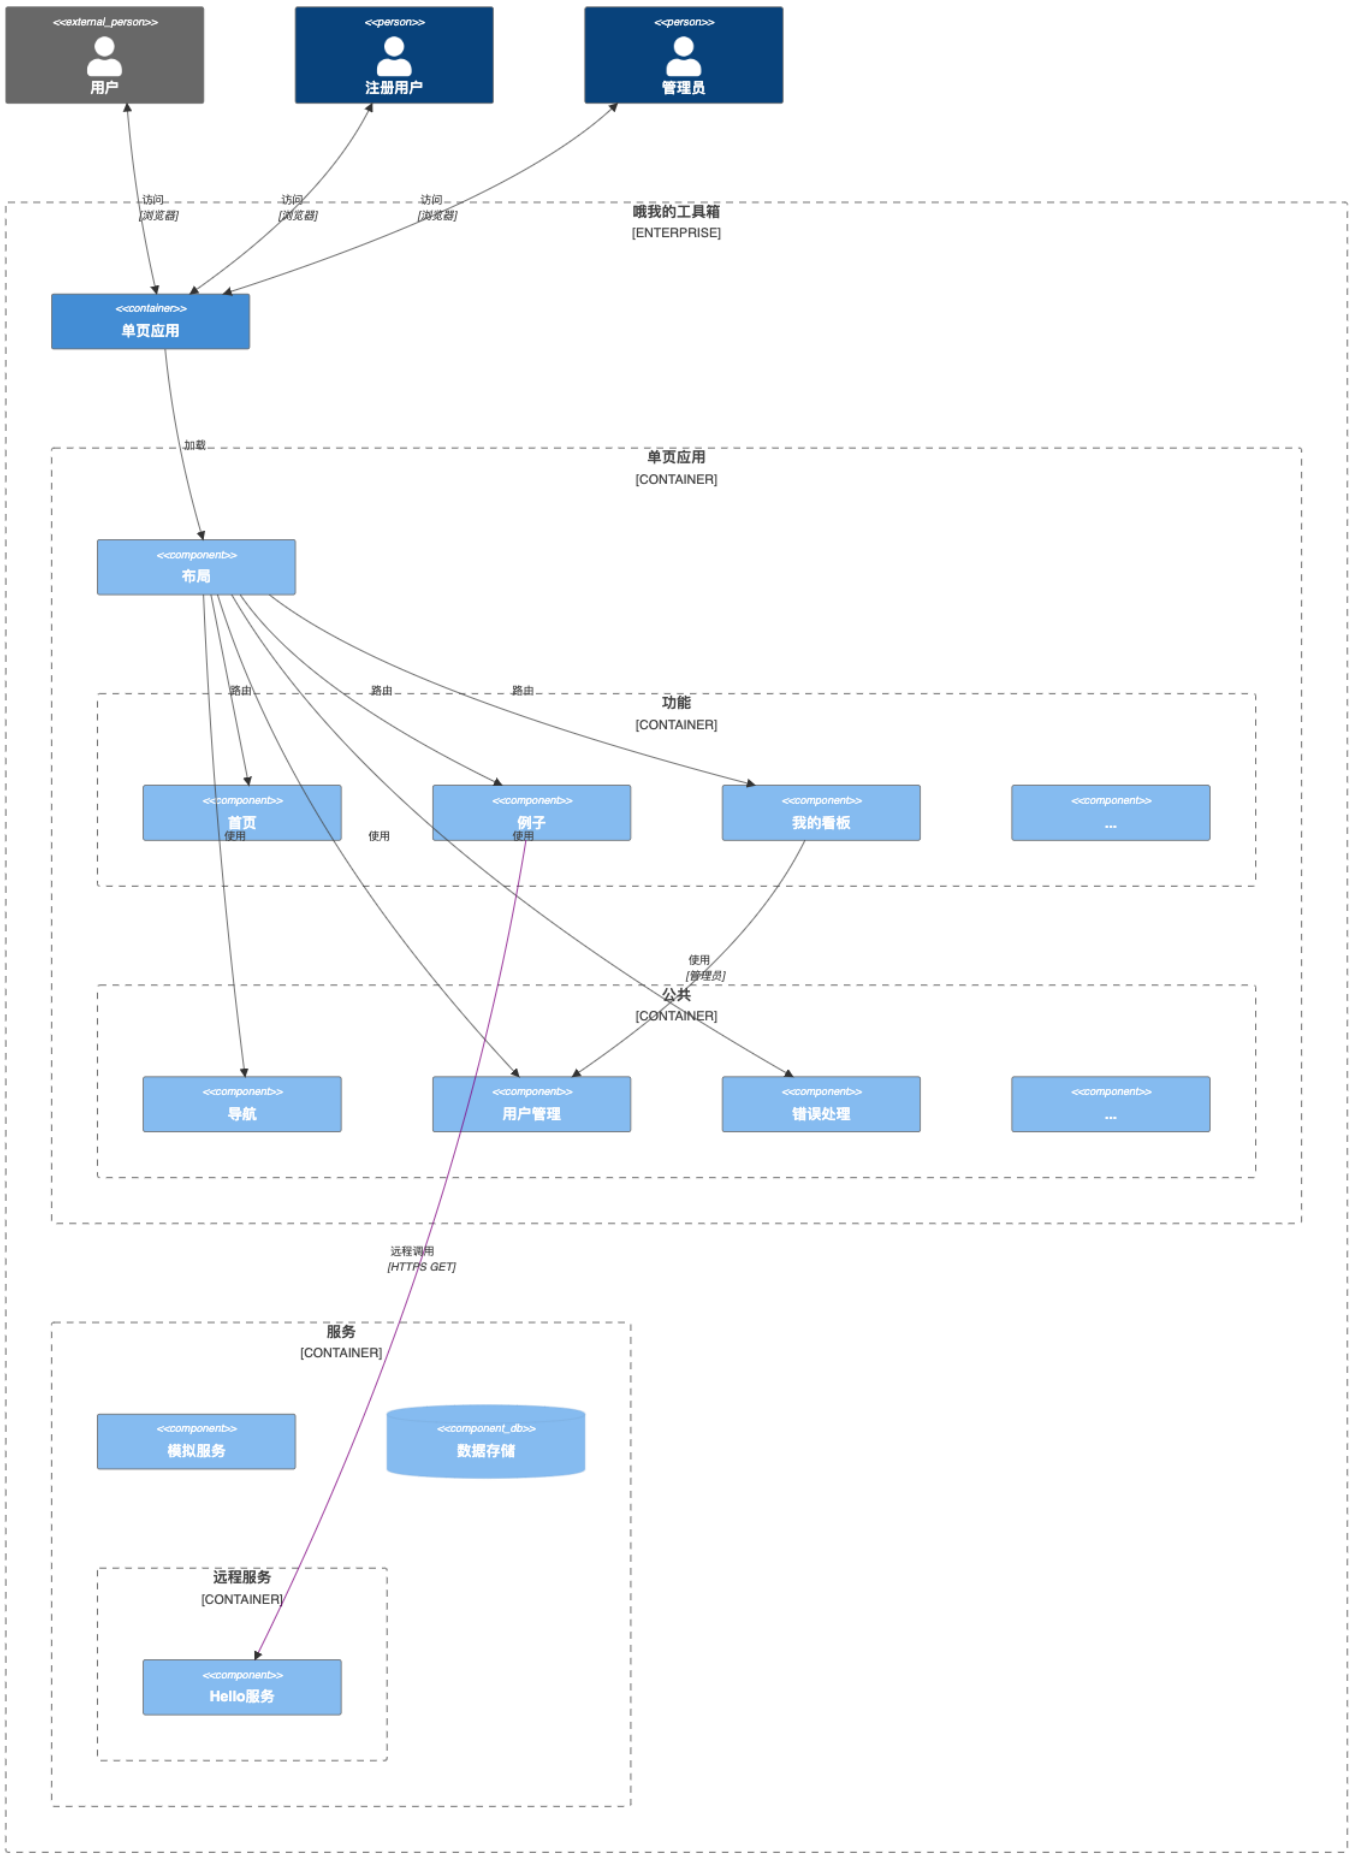 <<external_person>>
用户
<<person>>
注册用户
<<person>>
管理员
访问
[浏览器]
访问
[浏览器]
访问
[浏览器]
哦我的工具箱
[ENTERPRISE]
<<container>>
单页应用
加载
单页应用
[CONTAINER]
<<component>>
布局
路由
路由
路由
功能
[CONTAINER]
<<component>>
首页
<<component>>
例子
<<component>>
我的看板
<<component>>
...
使用
使用
使用
使用
[管理员]
公共
[CONTAINER]
<<component>>
导航
<<component>>
用户管理
<<component>>
错误处理
<<component>>
...
远程调用
[HTTPS GET]
服务
[CONTAINER]
<<component>>
模拟服务
<<component_db>>
数据存储
远程服务
[CONTAINER]
<<component>>
Hello服务